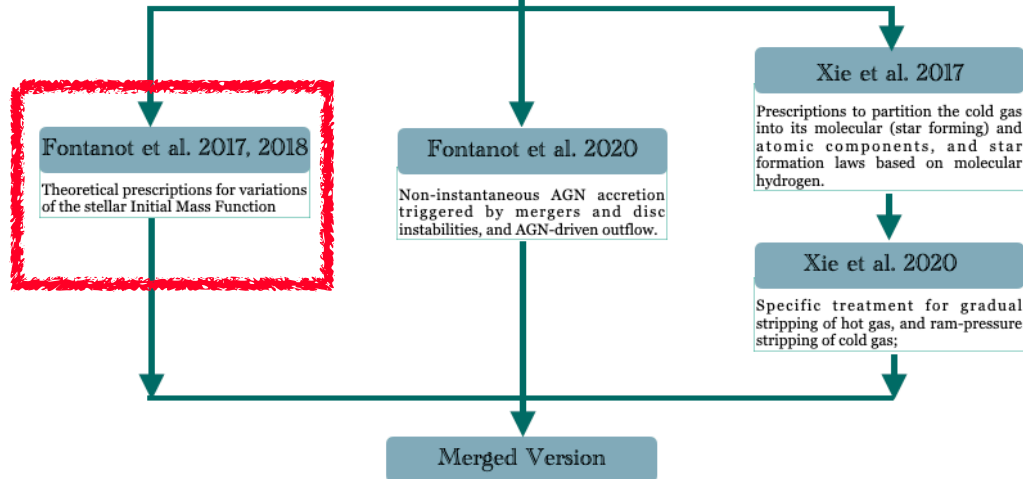 Fontanot et al. 2017, 2018
Theoretical prescriptions for variations
of the stellar Initial Mass Function
Fontanot et al. 2020
Non-instantaneous AGN accretion
triggered by mergers and disc
instabilities, and AGN-driven outflow.
Xie et al. 2017
Prescriptions to partition the cold gas
into its molecular (star forming) and
atomic components, and star
formation laws based on molecular
hydrogen.
Xie et al. 2020
Specific treatment for gradual
stripping of hot gas, and ram-pressure
stripping of cold gas;
Merged Version